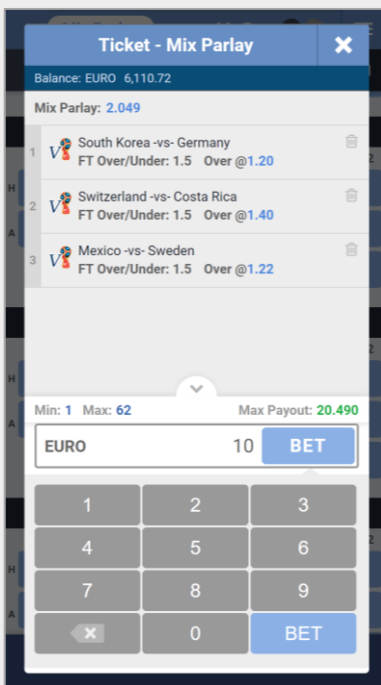 Ticket - Mix Parlay
Balance: EURO 6,110.72
Mix Parlay: 2.049
1 South Korea -vs- Germany
FT Over/Under: 1.5 Over @1.20
2 Switzerland -vs- Costa Rica
FT Over/Under: 1.5 Over @1.40
3 Mexico -vs- Sweden
FT Over/Under: 1.5 Over @1.22
Min: 1 Max: 62 Max Payout: 20.490
EURO 10 BET
1 2 3
4 5 6
7 8 9
0 BET